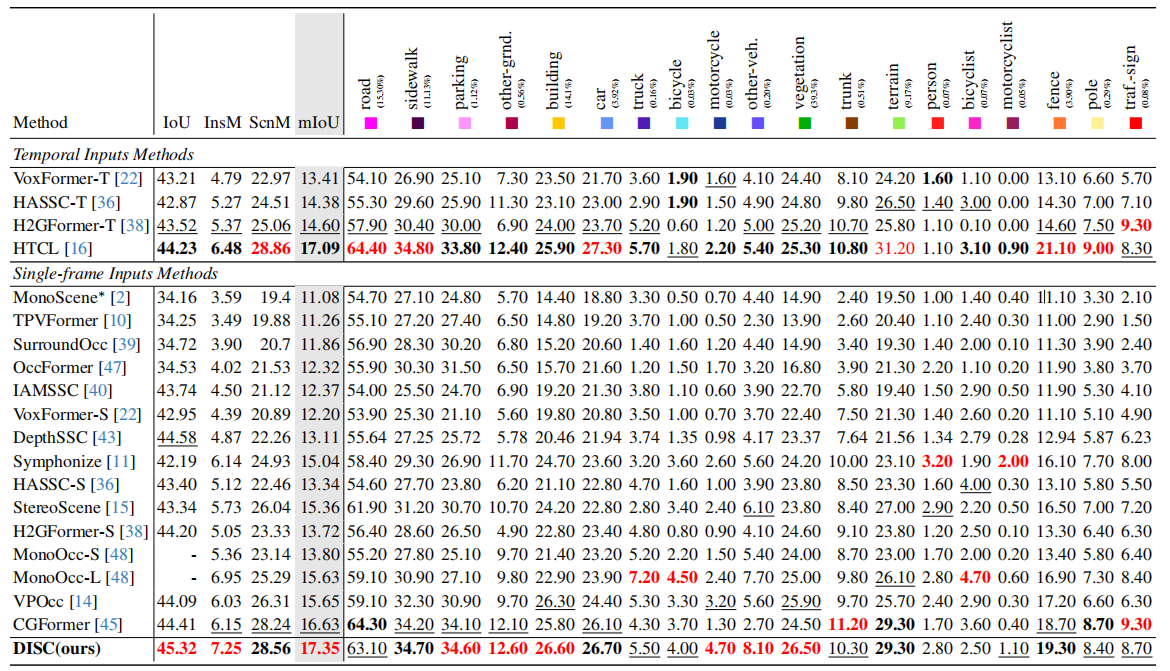 Method IoU InsM ScnM mIoU road (15.30%) sidewalk (11.13%) parking (1.12%) other-grnd. (0.56%) building (14.1%) car (3.92%) truck (0.16%) bicycle (0.03%) motorcycle (0.03%) other-veh. (0.20%) vegetation (39.3%) trunk (0.51%) terrain (9.17%) person (0.07%) bicyclist (0.07%) motorcyclist (0.05%) fence (3.90%) pole (0.29%) traf.-sign (0.08%)
Temporal Inputs Methods
VoxFormer-T [22] 43.21 4.79 22.97 13.41 54.10 26.90 25.10 7.30 23.50 21.70 3.60 1.90 1.60 4.10 24.40 8.10 24.20 1.60 1.10 0.00 13.10 6.60 5.70
HASSC-T [36] 42.87 5.27 24.51 14.38 55.30 29.60 25.90 11.30 23.10 23.00 2.90 1.90 1.50 4.90 24.80 9.80 26.50 1.40 3.00 0.00 14.30 7.00 7.10
H2GFormer-T [38] 43.52 5.37 25.06 14.60 57.90 30.40 30.00 6.90 24.00 23.70 5.20 0.60 1.20 5.00 25.20 10.70 25.80 1.10 0.10 0.00 14.60 7.50 9.30
HTCL [16] 44.23 6.48 28.86 17.09 64.40 34.80 33.80 12.40 25.90 27.30 5.70 1.80 2.20 5.40 25.30 10.80 31.20 1.10 3.10 0.90 21.10 9.00 8.30
Single-frame Inputs Methods
MonoScene* [2] 34.16 3.59 19.4 11.08 54.70 27.10 24.80 5.70 14.40 18.80 3.30 0.50 0.70 4.40 14.90 2.40 19.50 1.00 1.40 0.40 11.10 3.30 2.10
TPVFormer [10] 34.25 3.49 19.88 11.26 55.10 27.20 27.40 6.50 14.80 19.20 3.70 1.00 0.50 2.30 13.90 2.60 20.40 1.10 2.40 0.30 11.00 2.90 1.50
SurroundOcc [39] 34.72 3.90 20.7 11.86 56.90 28.30 30.20 6.80 15.20 20.60 1.40 1.60 1.20 4.40 14.90 3.40 19.30 1.40 2.00 0.10 11.30 3.90 2.40
OccFormer [47] 34.53 4.02 21.53 12.32 55.90 30.30 31.50 6.50 15.70 21.60 1.20 1.50 1.70 3.20 16.80 3.90 21.30 2.20 1.10 0.20 11.90 3.80 3.70
IAMSSC [40] 43.74 4.50 21.12 12.37 54.00 25.50 24.70 6.90 19.20 21.30 3.80 1.10 0.60 3.90 22.70 5.80 19.40 1.50 2.90 0.50 11.90 5.30 4.10
VoxFormer-S [22] 42.95 4.39 20.89 12.20 53.90 25.30 21.10 5.60 19.80 20.80 3.50 1.00 0.70 3.70 22.40 7.50 21.30 1.40 2.60 0.20 11.10 5.10 4.90
DepthSSC [43] 44.58 4.87 22.26 13.11 55.64 27.25 25.72 5.78 20.46 21.94 3.74 1.35 0.98 4.17 23.37 7.64 21.56 1.34 2.79 0.28 12.94 5.87 6.23
Symphonize [11] 42.19 6.14 24.93 15.04 58.40 29.30 26.90 11.70 24.70 23.60 3.20 3.60 2.60 5.60 24.20 10.00 23.10 3.20 1.90 2.00 16.10 7.70 8.00
HASSC-S [36] 43.40 5.12 22.46 13.34 54.60 27.70 23.80 6.20 21.10 22.80 4.70 1.60 1.00 3.90 23.80 8.50 23.30 1.60 4.00 0.30 13.10 5.80 5.50
StereoScene [15] 43.34 5.73 26.04 15.36 61.90 31.20 30.70 10.70 24.20 22.80 2.80 3.40 2.40 6.10 23.80 8.40 27.00 2.90 2.20 0.50 16.50 7.00 7.20
H2GFormer-S [38] 44.20 5.05 23.33 13.72 56.40 28.60 26.50 4.90 22.80 23.40 4.80 0.80 0.90 4.10 24.60 9.10 23.80 1.20 2.50 0.10 13.30 6.40 6.30
MonoOcc-S [48] - 5.36 23.14 13.80 55.20 27.80 25.10 9.70 21.40 23.20 5.20 2.20 1.50 5.40 24.00 8.70 23.00 1.70 2.00 0.20 13.40 5.80 6.40
MonoOcc-L [48] - 6.95 25.29 15.63 59.10 30.90 27.10 9.80 22.90 23.90 7.20 4.50 2.40 7.70 25.00 9.80 26.10 2.80 4.70 0.60 16.90 7.30 8.40
VPOcc [14] 44.09 6.03 26.31 15.65 59.10 32.30 30.90 9.70 26.30 24.40 5.30 3.30 3.20 5.60 25.90 9.70 25.70 2.40 2.90 0.30 17.20 6.60 6.30
CGFormer [45] 44.41 6.15 28.24 16.63 64.30 34.20 34.10 12.10 25.80 26.10 4.30 3.70 1.30 2.70 24.50 11.20 29.30 1.70 3.60 0.40 18.70 8.70 9.30
DISC(ours) 45.32 7.25 28.56 17.35 63.10 34.70 34.60 12.60 26.60 26.70 5.50 4.00 4.70 8.10 26.50 10.30 29.30 2.80 2.50 1.10 19.30 8.40 8.70